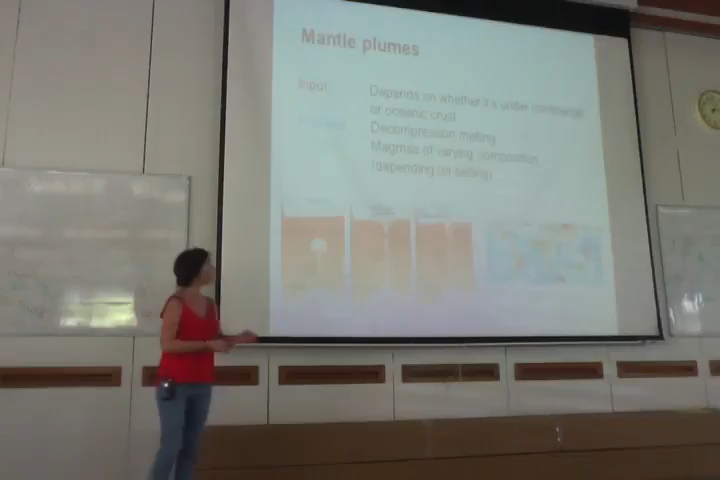 Mantle plumes
Input: Depends on whether it's under continental
or oceanic crust
Process: Decompression melting
Magmas of varying composition
(depending on setting)